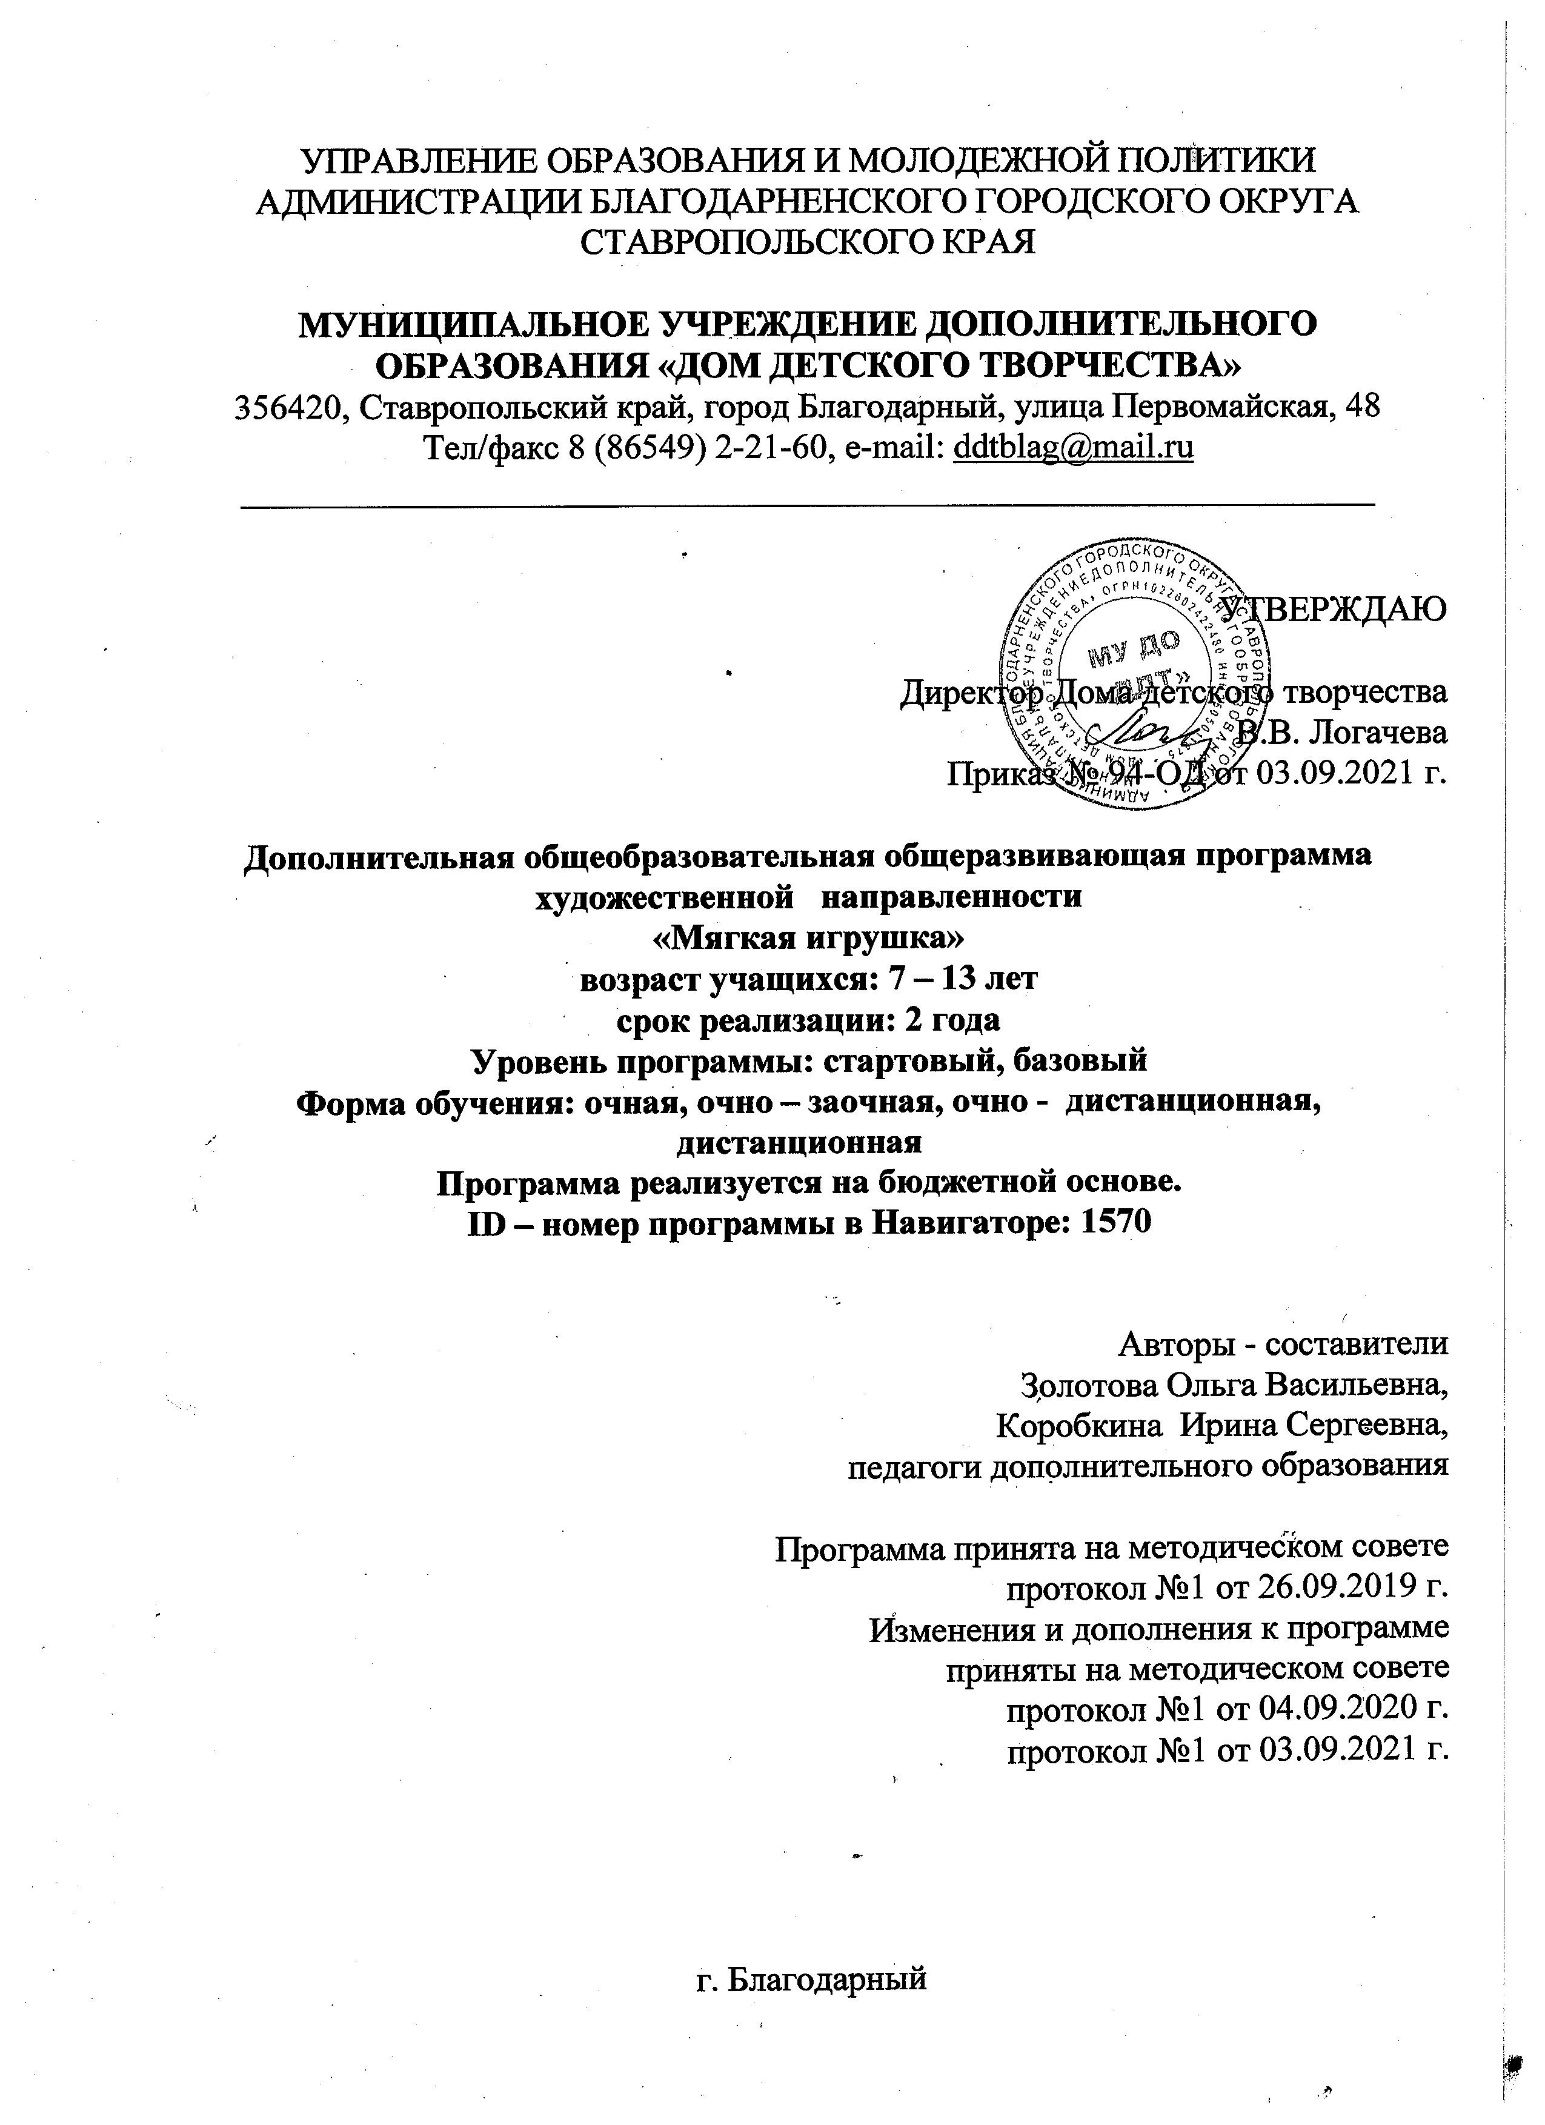 УПРАВЛЕНИЕ ОБРАЗОВАНИЯ И МОЛОДЕЖНОЙ ПОЛИТИКИ
АДМИНИСТРАЦИИ БЛАГОДАРНЕНСКОГО ГОРОДСКОГО ОКРУГА
СТАВРОПОЛЬСКОГО КРАЯ
МУНИЦИПАЛЬНОЕ УЧРЕЖДЕНИЕ ДОПОЛНИТЕЛЬНОГО
ОБРАЗОВАНИЯ «ДОМ ДЕТСКОГО ТВОРЧЕСТВА»
356420, Ставропольский край, город Благодарный, улица Первомайская, 48
Тел/факс 8 (86549) 2-21-60, e-mail: ddtblag@mail.ru
УТВЕРЖДАЮ
МУ ДО
«ДДТ»
Директор Дома детского творчества
В.В. Логачева
Приказ № 94-ОД от 03.09.2021 г.
Дополнительная общеобразовательная общеразвивающая программа
художественной направленности
«Мягкая игрушка»
возраст учащихся: 7 – 13 лет
срок реализации: 2 года
Уровень программы: стартовый, базовый
Форма обучения: очная, очно – заочная, очно - дистанционная,
дистанционная
Программа реализуется на бюджетной основе.
ID – номер программы в Навигаторе: 1570
Авторы - составители
Золотова Ольга Васильевна,
Коробкина Ирина Сергеевна,
педагоги дополнительного образования
Программа принята на методическом совете
протокол №1 от 26.09.2019 г.
Изменения и дополнения к программе
приняты на методическом совете
протокол №1 от 04.09.2020 г.
протокол №1 от 03.09.2021 г.
г. Благодарный